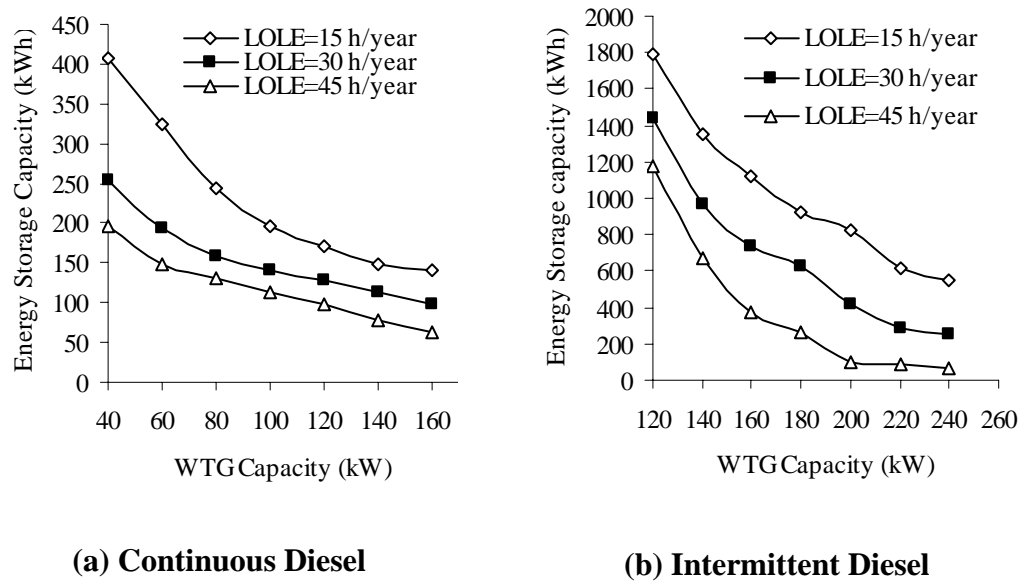 Energy Storage Capacity (kWh)
450
400
350
300
250
200
150
100
50
0
LOLE=15 h/year
LOLE=30 h/year
LOLE=45 h/year
40 60 80 100 120 140 160
WTG Capacity (kW)
(a) Continuous Diesel
Energy Storage capacity (kWh)
2000
1800
1600
1400
1200
1000
800
600
400
200
0
LOLE=15 h/year
LOLE=30 h/year
LOLE=45 h/year
120 140 160 180 200 220 240 260
WTG Capacity (kW)
(b) Intermittent Diesel